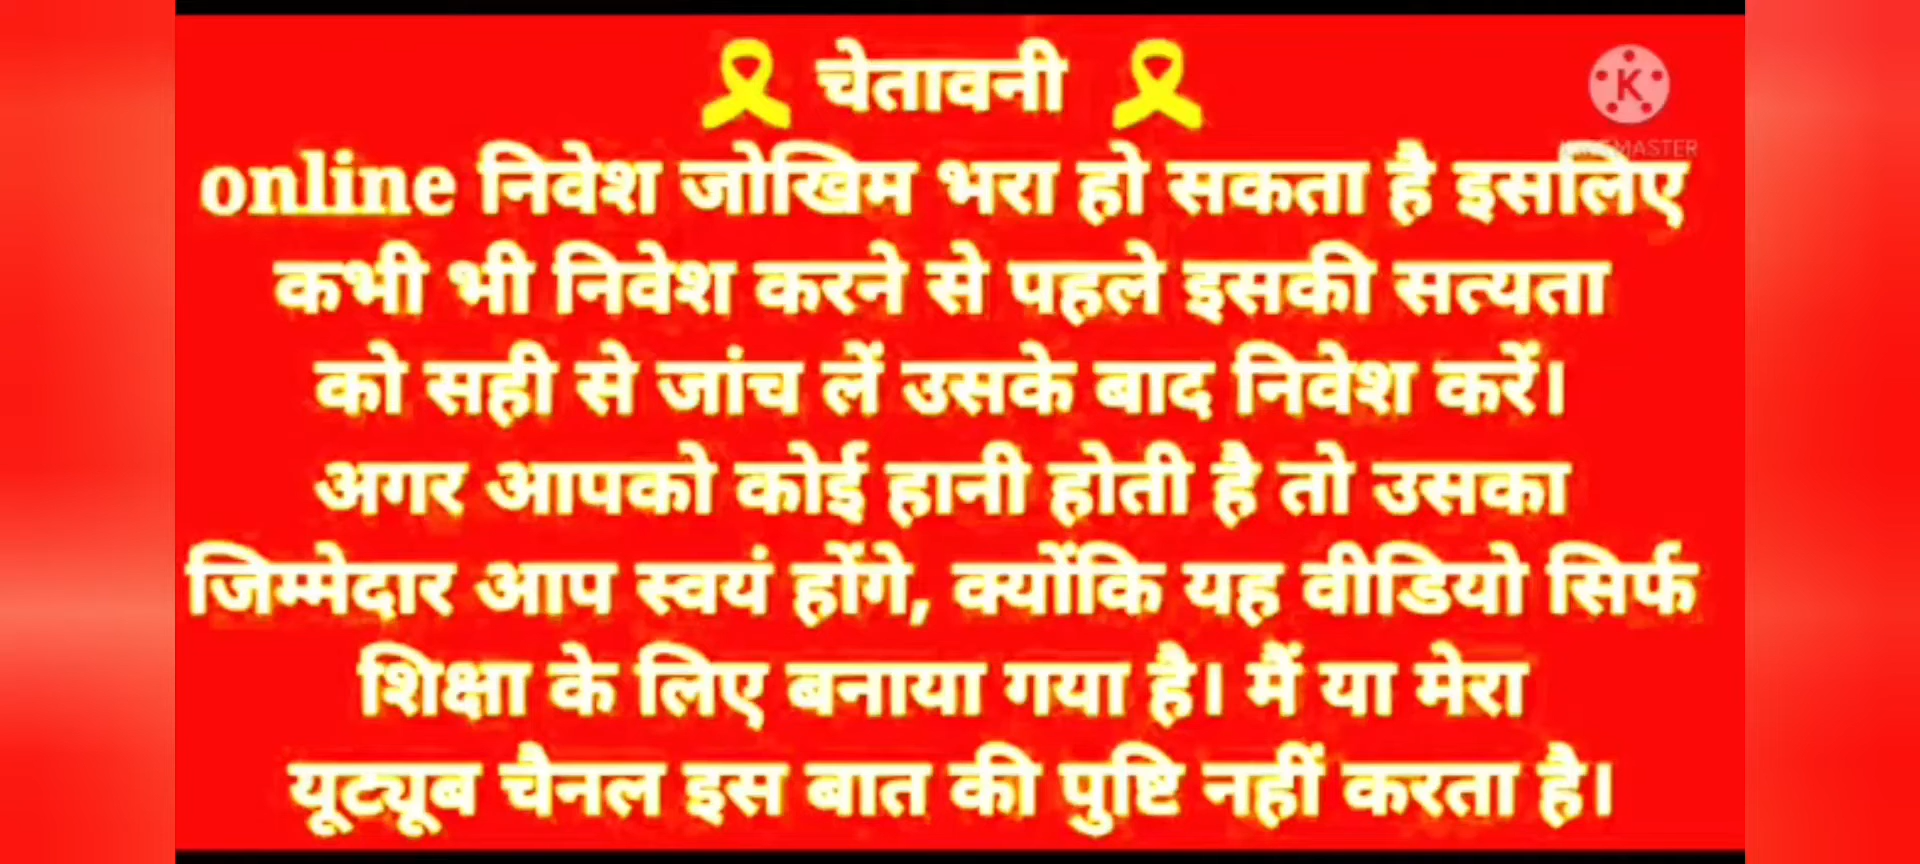 🎗 चेतावनी 🎗
K
KINEMASTER
online निवेश जोखिम भरा हो सकता है इसलिए
कभी भी निवेश करने से पहले इसकी सत्यता
को सही से जांच लें उसके बाद निवेश करें।
अगर आपको कोई हानी होती है तो उसका
जिम्मेदार आप स्वयं होंगे, क्योंकि यह वीडियो सिर्फ
शिक्षा के लिए बनाया गया है। मैं या मेरा
यूट्यूब चैनल इस बात की पुष्टि नहीं करता है।